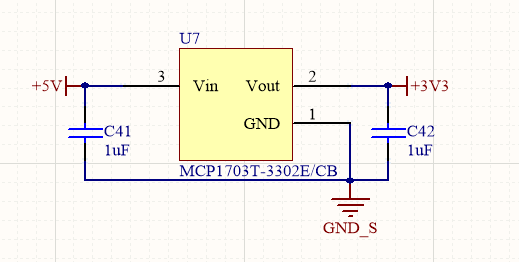 U7
+5V
3
Vin
Vout
2
+3V3
GND
1
C41
1uF
C42
1uF
MCP1703T-3302E/CB
GND_S